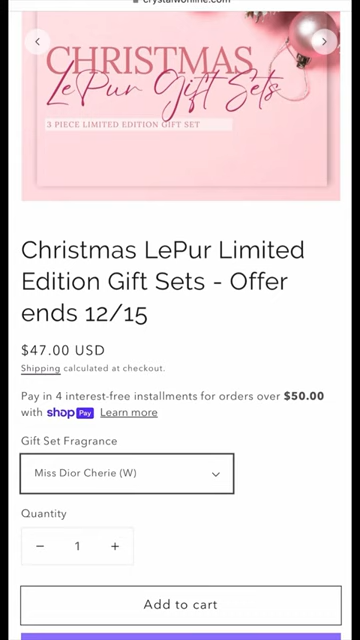 CHRISTMAS
LePur Gift Sets
3 PIECE LIMITED EDITION GIFT SET
Christmas LePur Limited
Edition Gift Sets - Offer
ends 12/15
$47.00 USD
Shipping calculated at checkout.
Pay in 4 interest-free installments for orders over $50.00
with shop Pay Learn more
Gift Set Fragrance
Miss Dior Cherie (W)
Quantity
− 1 +
Add to cart